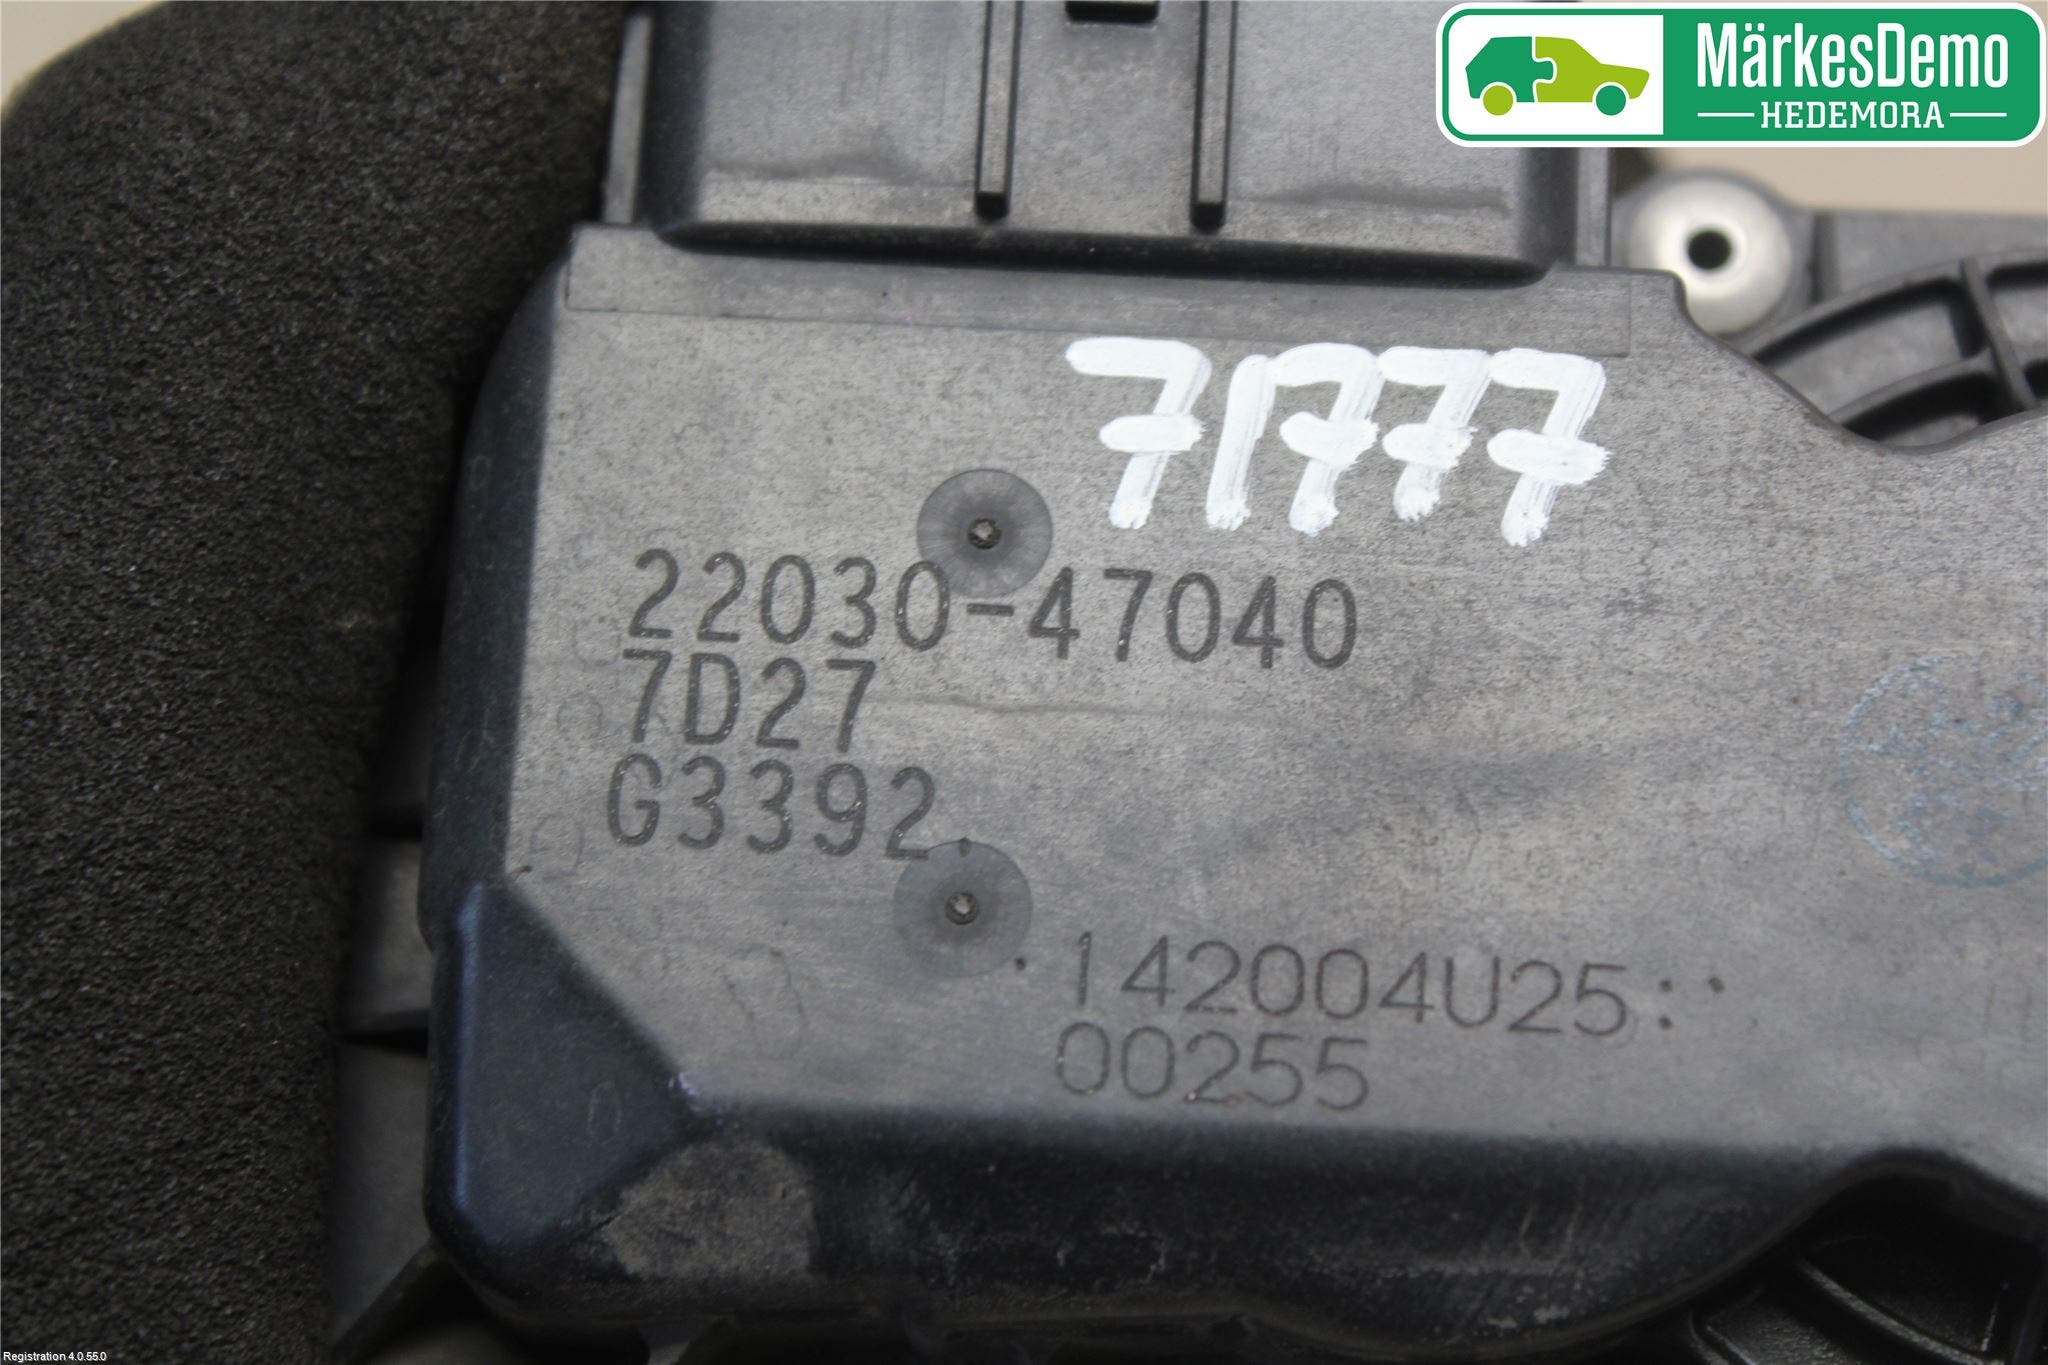 MärkesDemo
HEDEMORA
71777
22030-47040
7D27
G3392
142004U25
00255
Registration 4.0.55.0